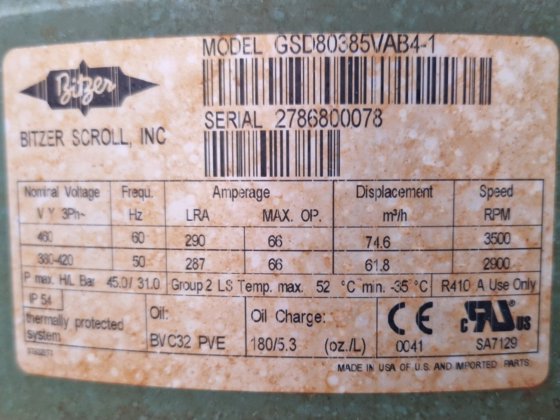 MODEL GSD80385VAB4-1
Bitzer
SERIAL 2786800078
BITZER SCROLL, INC
Nominal Voltage Frequ. Amperage Displacement Speed
V Y 3Ph~ Hz LRA MAX. OP. m³/h RPM
460 60 290 66 74.6 3500
380-420 50 287 66 61.8 2900
P max. H/L Bar 45.0/ 31.0 Group 2 LS Temp. max. 52 °C min. -35 °C R410 A Use Only
IP 54
thermally protected
system
Oil: Oil Charge: CE c RU US
BVC32 PVE 180/5.3 (oz./L) 0041 SA7129
MADE IN USA OF U.S. AND IMPORTED PARTS